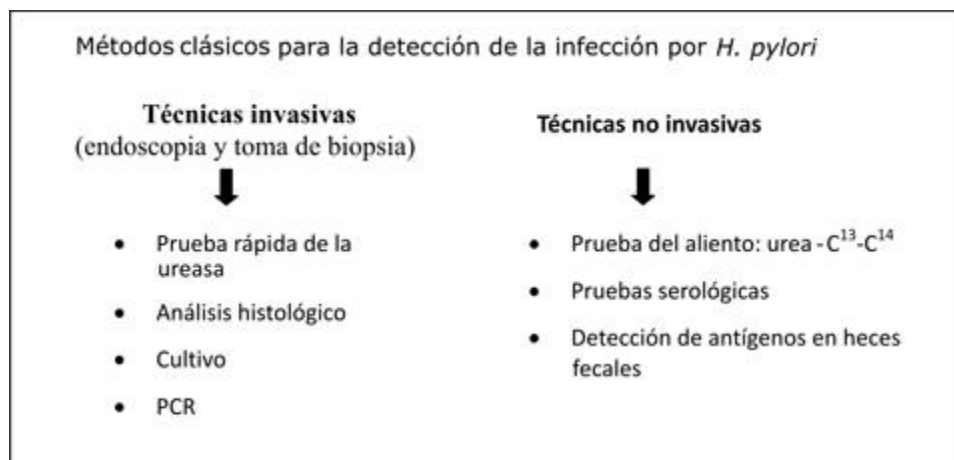 Métodos clásicos para la detección de la infección por H. pylori
Técnicas invasivas
(endoscopia y toma de biopsia)
• Prueba rápida de la
ureasa
• Análisis histológico
• Cultivo
• PCR
Técnicas no invasivas
• Prueba del aliento: urea -C¹³-C¹⁴
• Pruebas serológicas
• Detección de antígenos en heces
fecales